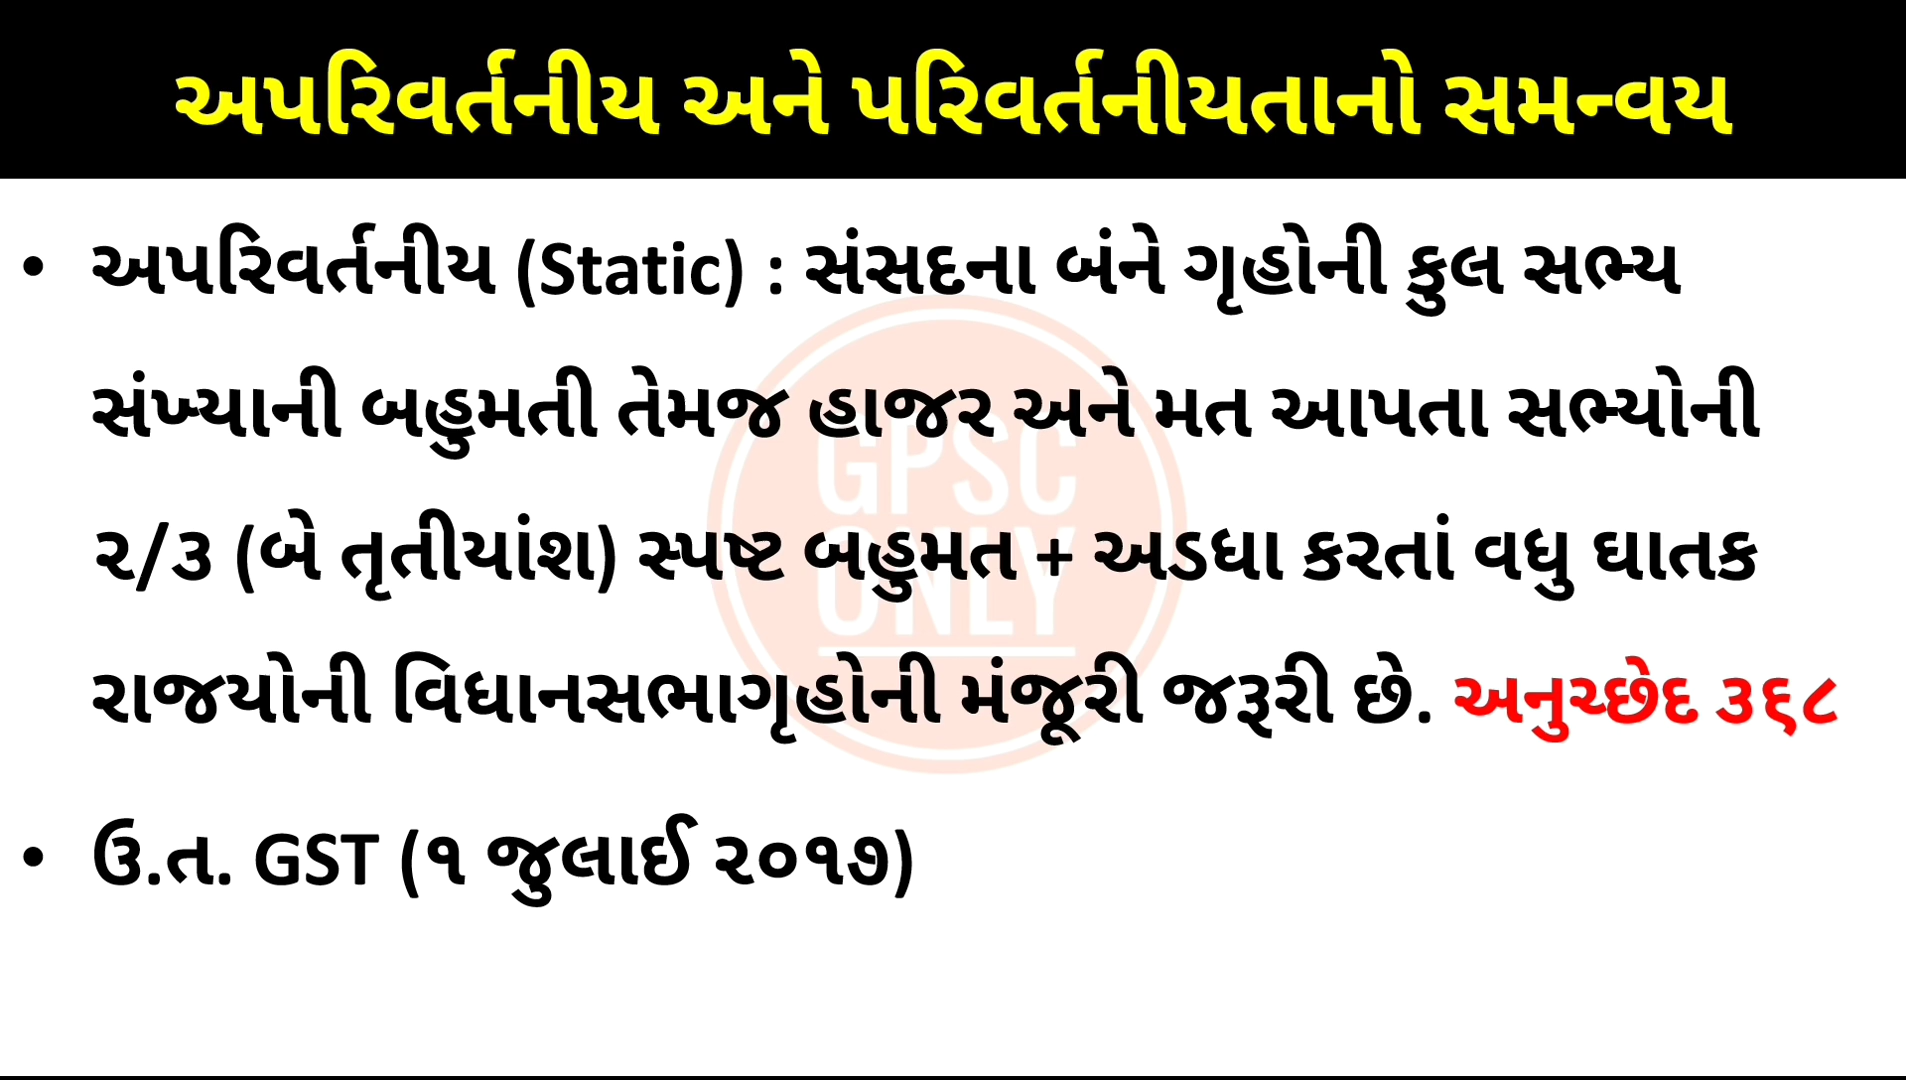 અપરિવર્તનીય અને પરિવર્તનીયતાનો સમન્વય
• અપરિવર્તનીય (Static) : સંસદના બંને ગૃહોની કુલ સભ્ય
સંખ્યાની બહુમતી તેમજ હાજર અને મત આપતા સભ્યોની
૨/૩ (બે તૃતીયાંશ) સ્પષ્ટ બહુમત + અડધા કરતાં વધુ ઘાતક
રાજયોની વિધાનસભાગૃહોની મંજૂરી જરૂરી છે. અનુચ્છેદ ૩૬૮
• ઉ.ત. GST (૧ જુલાઈ ૨૦૧૭)
GPSC
ONLY